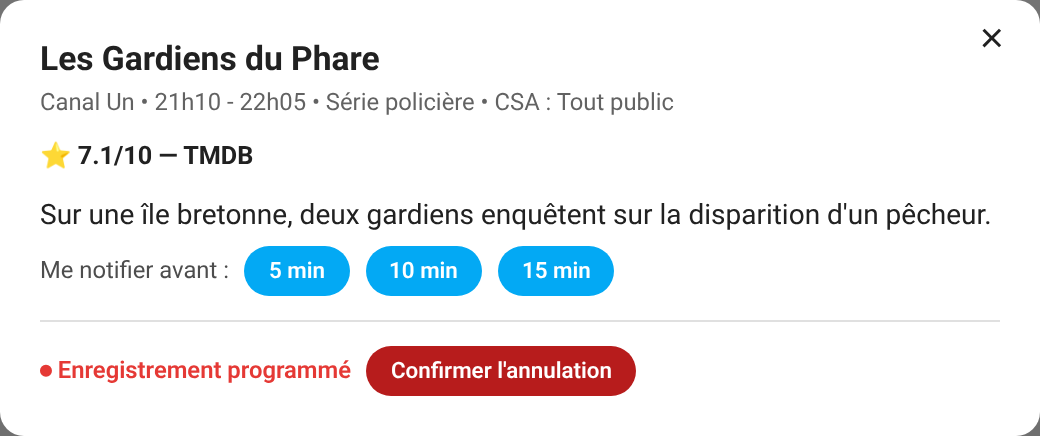 Les Gardiens du Phare
Canal Un • 21h10 - 22h05 • Série policière • CSA : Tout public
⭐ 7.1/10 — TMDB
Sur une île bretonne, deux gardiens enquêtent sur la disparition d'un pêcheur.
Me notifier avant : 5 min 10 min 15 min
Enregistrement programmé Confirmer l'annulation